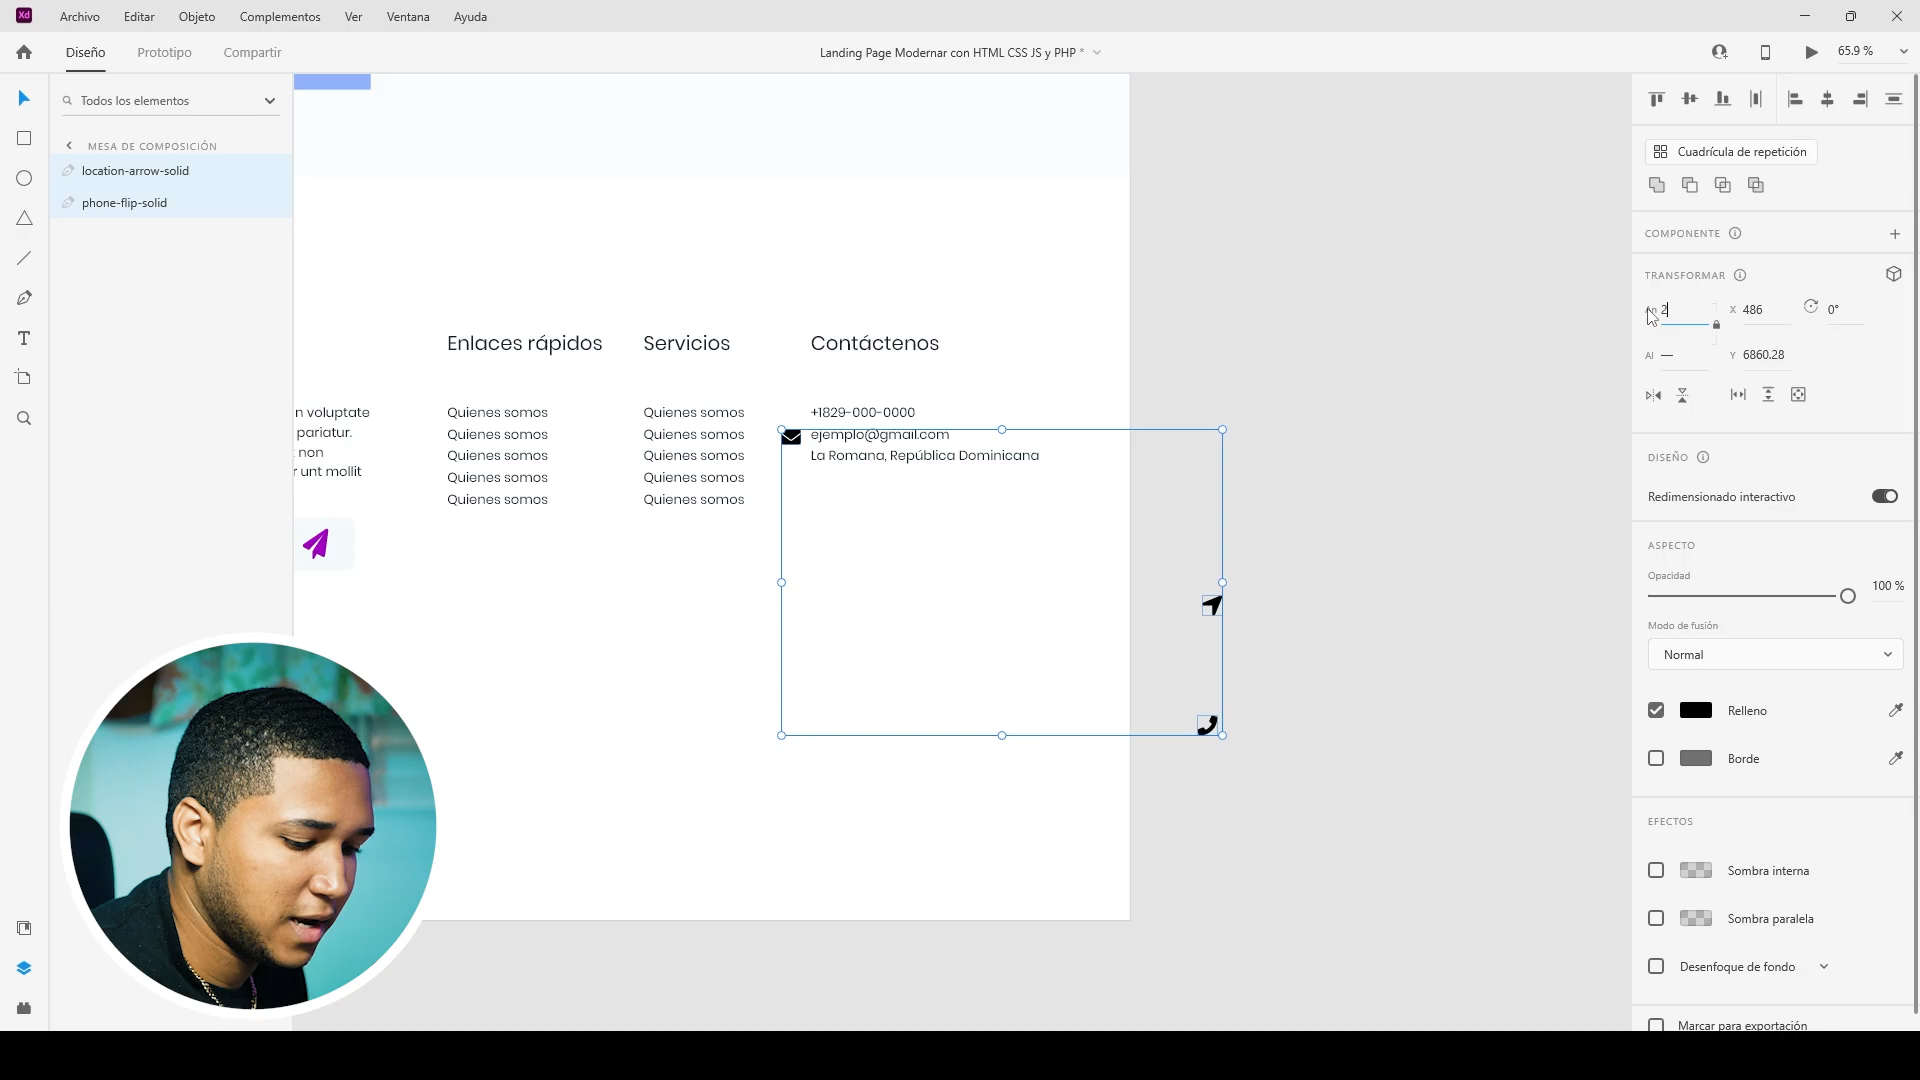 Xd
Archivo
Editar
Objeto
Complementos
Ver
Ventana
Ayuda
Diseño
Prototipo
Compartir
Landing Page Modernar con HTML CSS JS y PHP *
65.9 %
Todos los elementos
MESA DE COMPOSICIÓN
location-arrow-solid
phone-flip-solid
Enlaces rápidos
Servicios
Contáctenos
n voluptate
pariatur.
non
r unt mollit
Quienes somos
Quienes somos
Quienes somos
Quienes somos
Quienes somos
Quienes somos
Quienes somos
Quienes somos
Quienes somos
Quienes somos
+1829-000-0000
ejemplo@gmail.com
La Romana, República Dominicana
Cuadrícula de repetición
COMPONENTE
TRANSFORMAR
2
X 486
0°
Al —
Y 6860.28
DISEÑO
Redimensionado interactivo
ASPECTO
Opacidad
100 %
Modo de fusión
Normal
Relleno
Borde
EFECTOS
Sombra interna
Sombra paralela
Desenfoque de fondo
Marcar para exportación